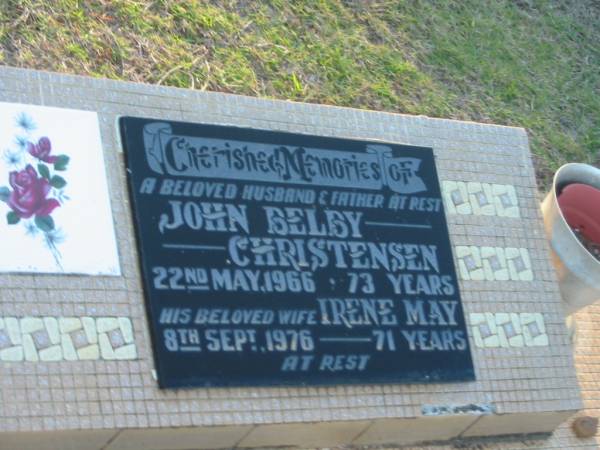 Cherished Memories OF
A BELOVED HUSBAND & FATHER AT REST
JOHN BELBY
CHRISTENSEN
22ND MAY, 1966 · 73 YEARS
HIS BELOVED WIFE IRENE MAY
8TH SEPT., 1976 — 71 YEARS
AT REST